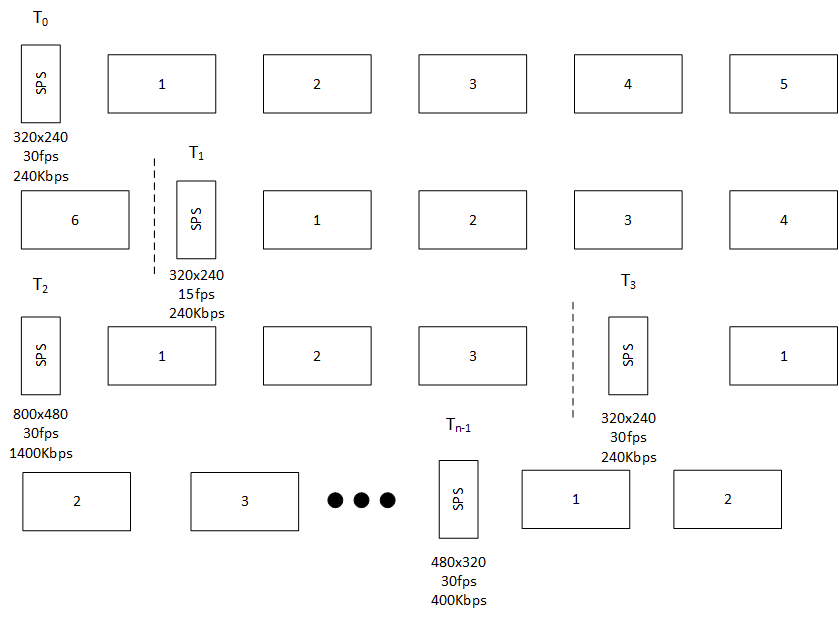 T0
SPS 1 2 3 4 5
320x240
30fps
240Kbps
T1
6 SPS 1 2 3 4
320x240
15fps
240Kbps
T2
T3
SPS 1 2 3 SPS 1
800x480
30fps
1400Kbps
320x240
30fps
240Kbps
Tn-1
2 3 SPS 1 2
480x320
30fps
400Kbps